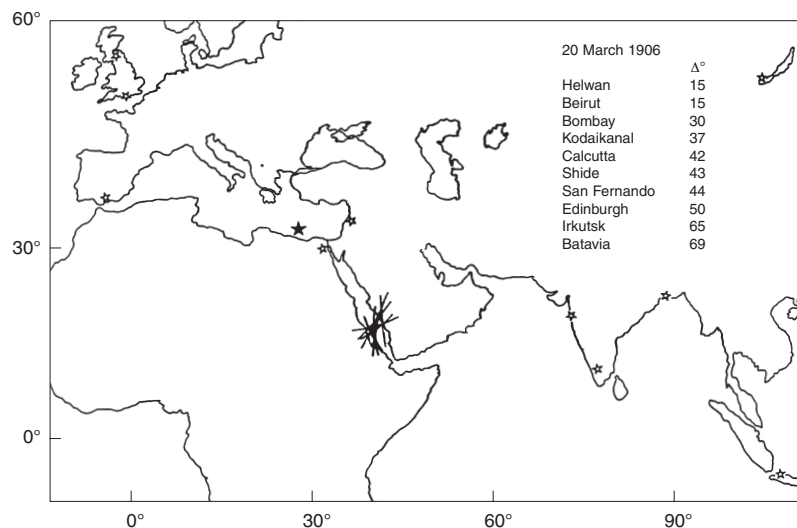 60°
20 March 1906
Δ°
Helwan 15
Beirut 15
Bombay 30
Kodaikanal 37
Calcutta 42
Shide 43
San Fernando 44
Edinburgh 50
Irkutsk 65
Batavia 69
30°
0°
0° 30° 60° 90°